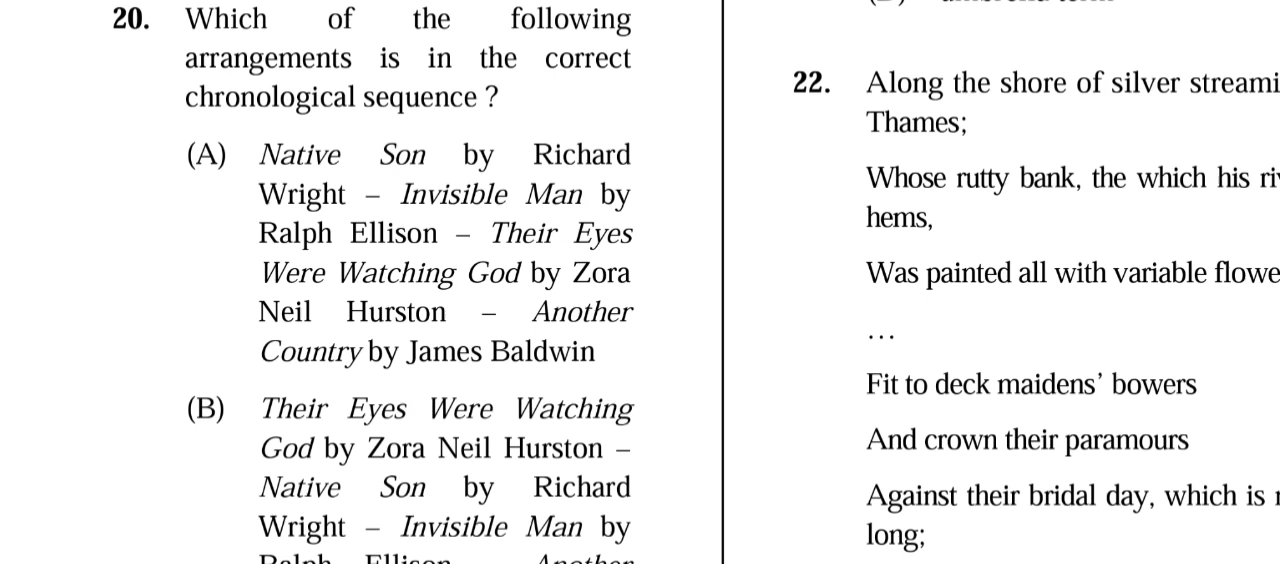 20. Which of the following
arrangements is in the correct
chronological sequence ?
(A) Native Son by Richard
Wright – Invisible Man by
Ralph Ellison – Their Eyes
Were Watching God by Zora
Neil Hurston – Another
Country by James Baldwin
(B) Their Eyes Were Watching
God by Zora Neil Hurston –
Native Son by Richard
Wright – Invisible Man by
Ralph Ellison Another
22. Along the shore of silver streami
Thames;
Whose rutty bank, the which his
hems,
Was painted all with variable flowe
…
Fit to deck maidens’ bowers
And crown their paramours
Against their bridal day, which is
long;